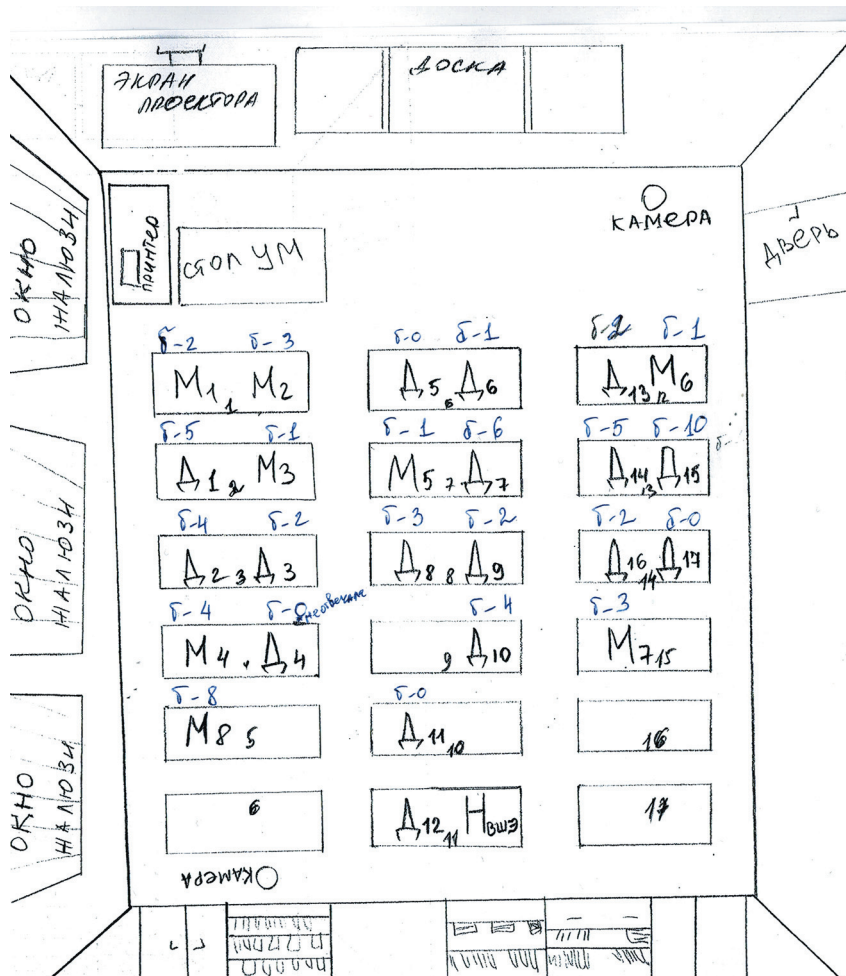 ЭКРАН
ПРОЕКТОРА
ДОСКА
ПРИНТЕР
СТОЛ УМ
КАМЕРА
ДВЕРЬ
ОКНО
ЖАЛЮЗИ
б-2 б-3 б-0 б-1 б-2 б-1
М1 1 М2 Д5 6 Д6 Д13 12 М6
б-5 б-1 б-1 б-6 б-5 б-10
Д1 2 М3 М5 7 Д7 Д14 13 Д15
б-
ОКНО
ЖАЛЮЗИ
б-4 б-2 б-3 б-2 б-2 б-0
Д2 3 Д3 Д8 8 Д9 Д16 14 Д17
б-4 б-0 б-4 б-3
М4 Д4 9 Д10 М7 15
б-8 б-0
М8 5 Д11 10 16
ОКНО
ЖАЛЮЗИ
6 Д12 11 НВШЭ 17
КАМЕРА